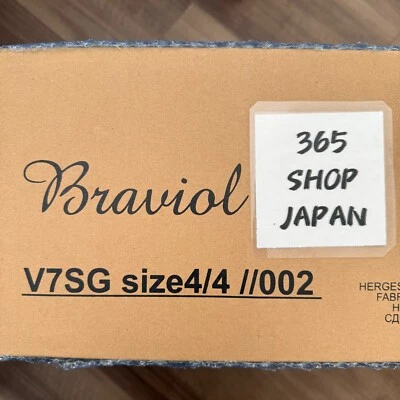 Braviol
365
SHOP
JAPAN
V7SG size4/4 //002
HERGES
FABR
H
СД